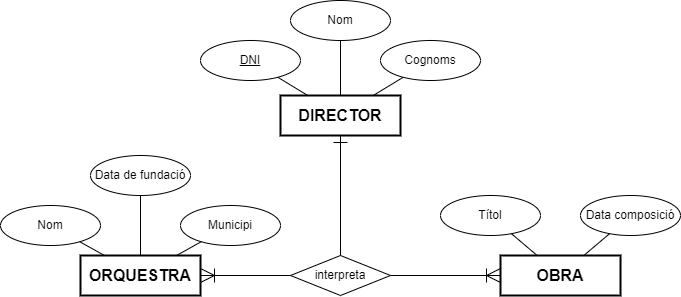 Nom
DNI
Cognoms
DIRECTOR
Data de fundació
Nom
Municipi
Títol
Data composició
ORQUESTRA
interpreta
OBRA